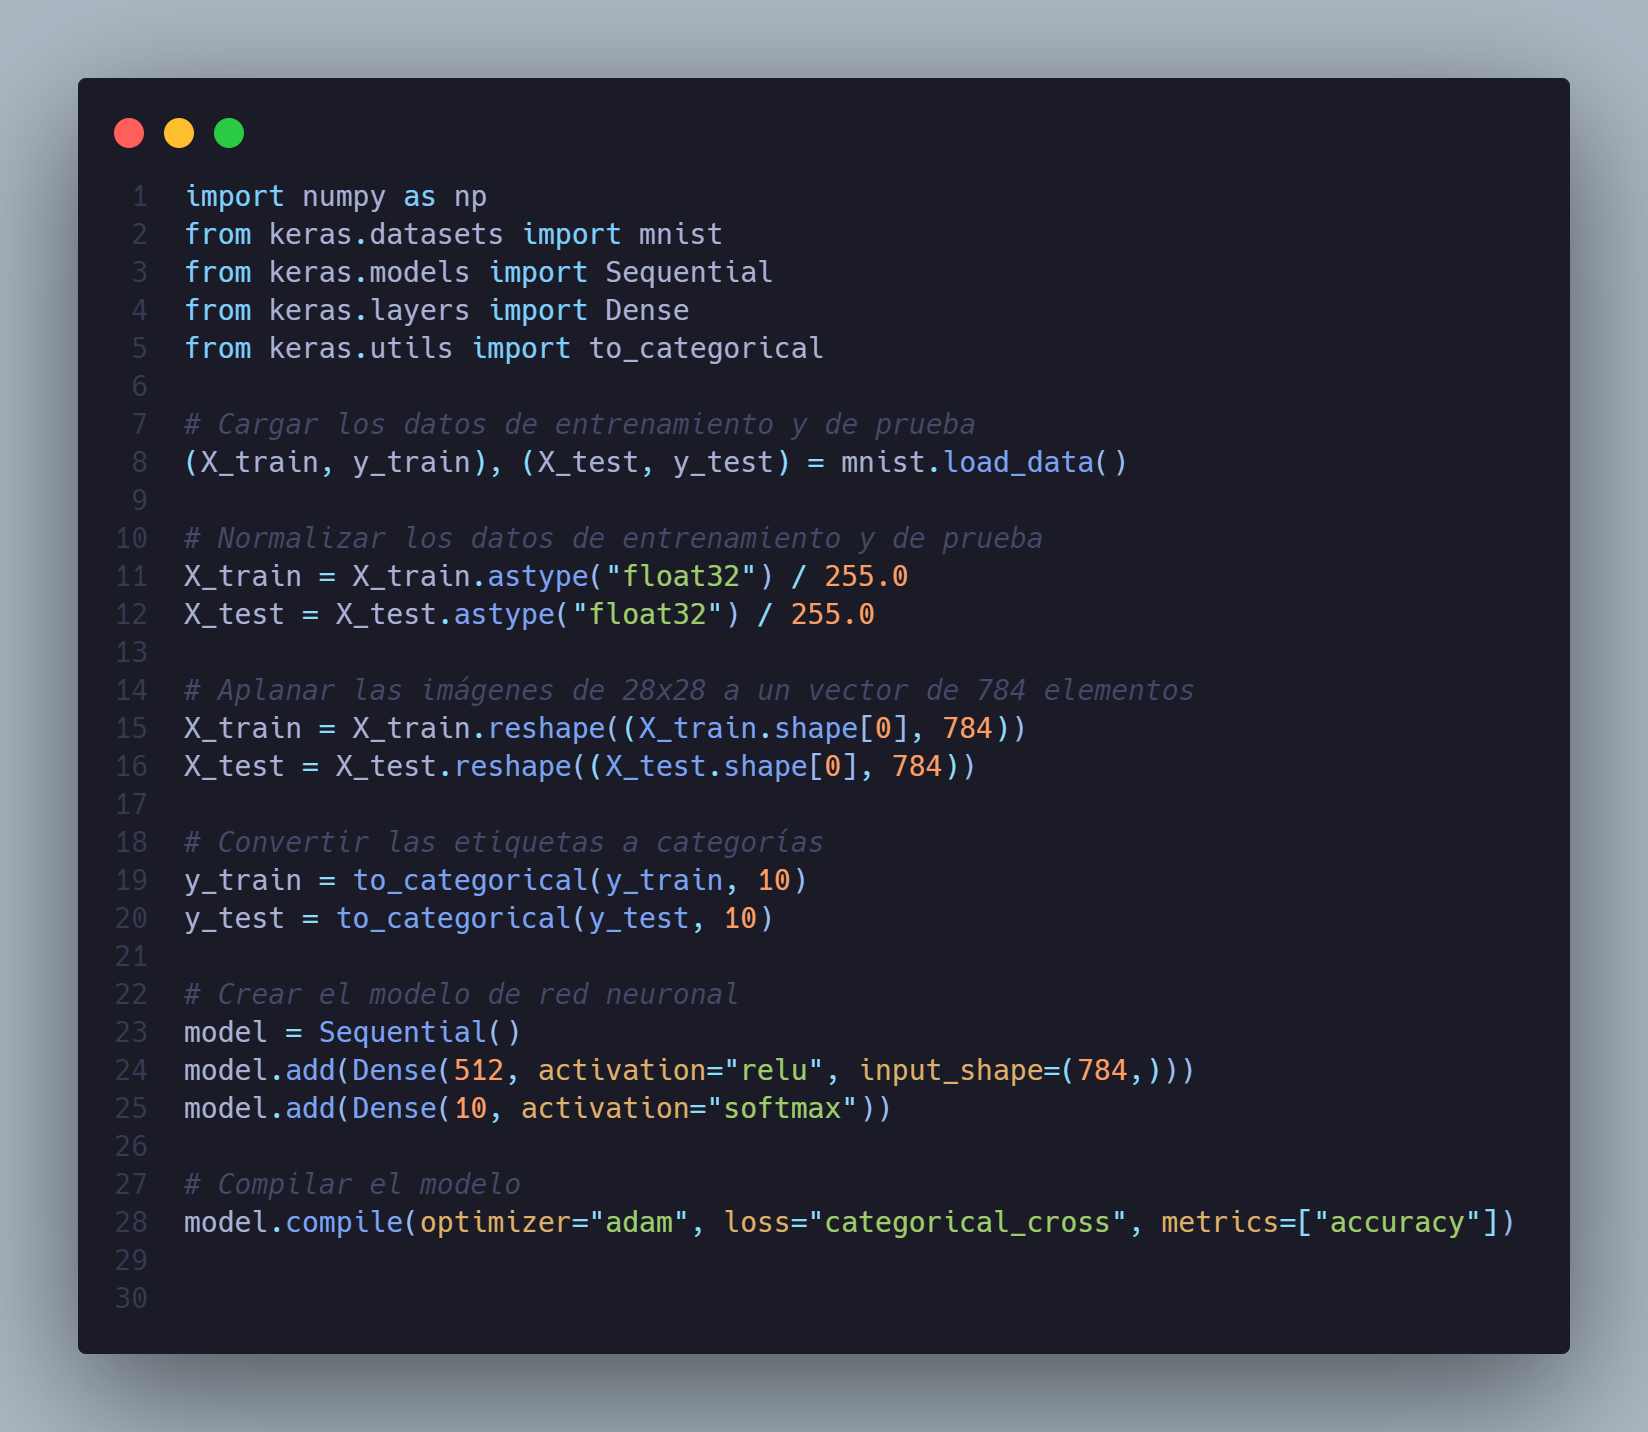 1 import numpy as np
2 from keras.datasets import mnist
3 from keras.models import Sequential
4 from keras.layers import Dense
5 from keras.utils import to_categorical
6
7 # Cargar los datos de entrenamiento y de prueba
8 (X_train, y_train), (X_test, y_test) = mnist.load_data()
9
10 # Normalizar los datos de entrenamiento y de prueba
11 X_train = X_train.astype("float32") / 255.0
12 X_test = X_test.astype("float32") / 255.0
13
14 # Aplanar las imágenes de 28x28 a un vector de 784 elementos
15 X_train = X_train.reshape((X_train.shape[0], 784))
16 X_test = X_test.reshape((X_test.shape[0], 784))
17
18 # Convertir las etiquetas a categorías
19 y_train = to_categorical(y_train, 10)
20 y_test = to_categorical(y_test, 10)
21
22 # Crear el modelo de red neuronal
23 model = Sequential()
24 model.add(Dense(512, activation="relu", input_shape=(784,)))
25 model.add(Dense(10, activation="softmax"))
26
27 # Compilar el modelo
28 model.compile(optimizer="adam", loss="categorical_cross", metrics=["accuracy"])
29
30